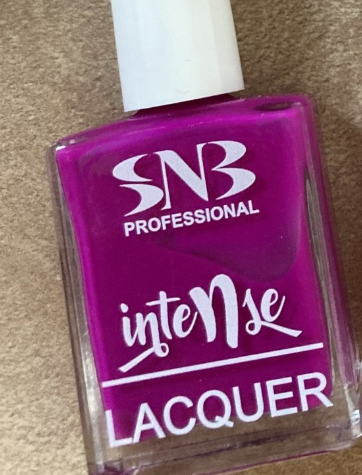 SNB
PROFESSIONAL
inteNse
LACQUER